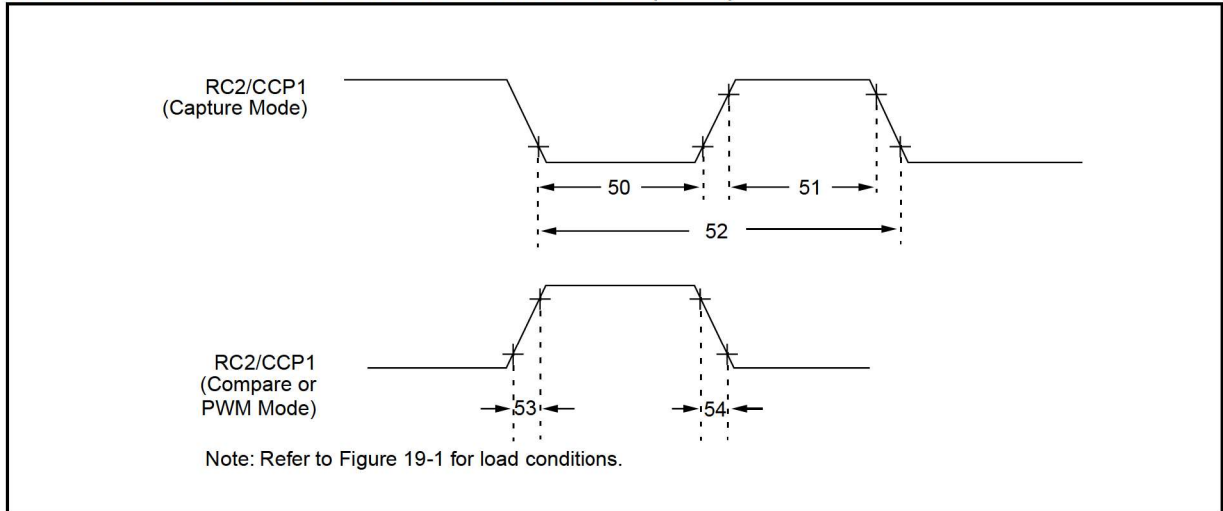 RC2/CCP1
(Capture Mode)
50
51
52
RC2/CCP1
(Compare or
PWM Mode)
53
54
Note: Refer to Figure 19-1 for load conditions.